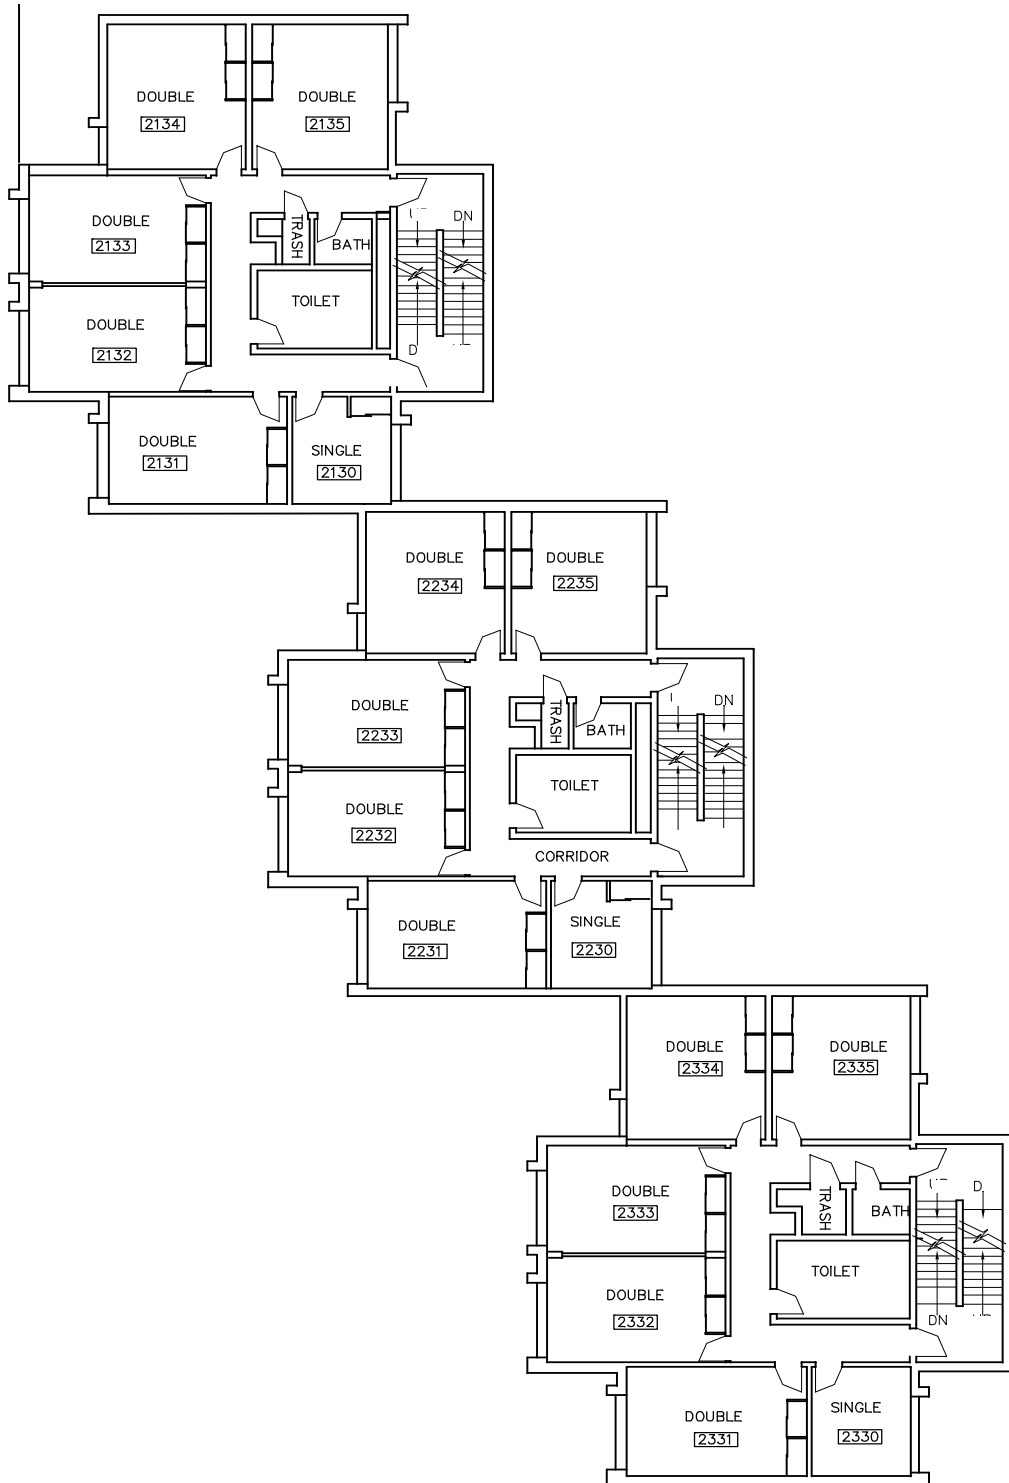 DOUBLE
2134
DOUBLE
2135
DOUBLE
2133
TRASH
BATH
DN
TOILET
DOUBLE
2132
D
DOUBLE
2131
SINGLE
2130
DOUBLE
2234
DOUBLE
2235
DOUBLE
2233
TRASH
BATH
DN
TOILET
DOUBLE
2232
CORRIDOR
DOUBLE
2231
SINGLE
2230
DOUBLE
2334
DOUBLE
2335
DOUBLE
2333
TRASH
BATH
D
TOILET
DOUBLE
2332
DN
DOUBLE
2331
SINGLE
2330